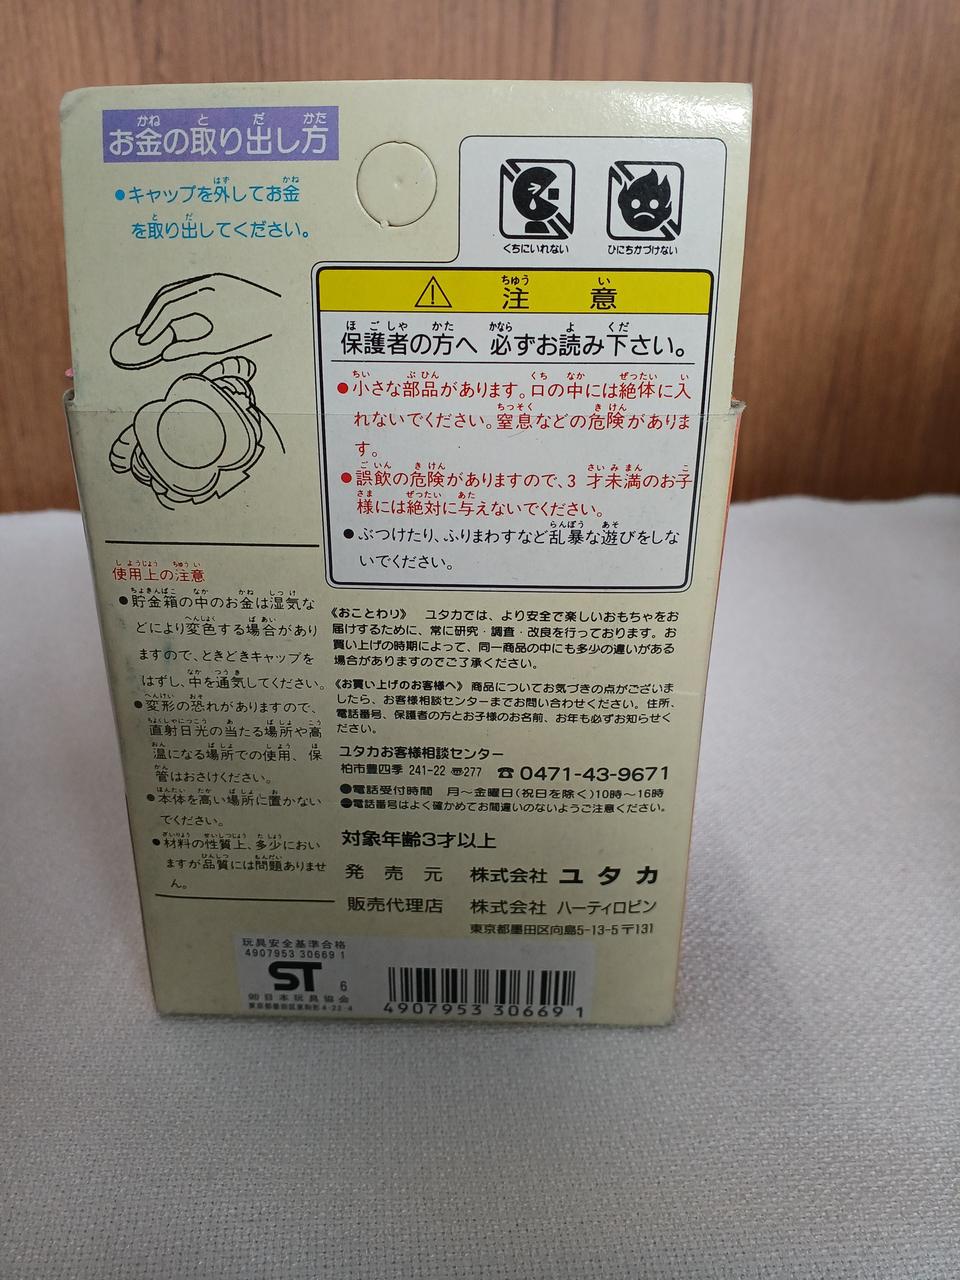 お金の取り出し方
●キャップを外してお金
を取り出してください。
くちにいれない
ひにちかづけない
⚠ 注意
保護者の方へ 必ずお読み下さい。
●小さな部品があります。口の中には絶体に入
れないでください。窒息などの危険がありま
す。
●誤飲の危険がありますので、3 才未満のお子
様には絶対に与えないでください。
●ぶつけたり、ふりまわすなど乱暴な遊びをしな
いでください。
使用上の注意
●貯金箱の中のお金は湿気な
どにより変色する場合があり
ますので、ときどきキャップを
はずし、中を通気してください。
●変形の恐れがありますので、
直射日光の当たる場所や高
温になる場所での使用、保
管はおさけください。
●本体を高い場所に置かない
でください。
●材料の性質上、多少におい
ますが品質には問題ありませ
ん。
《おことわり》 ユタカでは、より安全で楽しいおもちゃをお
届けするために、常に研究・調査・改良を行っております。お
買い上げの時期によって、同一商品の中にも多少の違いがある
場合がありますのでご了承ください。
《お買い上げのお客様へ》 商品についてお気づきの点がございま
したら、お客様相談センターまでお問い合わせください。住所、
電話番号、保護者の方とお子様のお名前、お年も必ずお知らせく
ださい。
ユタカお客様相談センター
柏市豊四季 241-22 〒277 ☎0471-43-9671
●電話受付時間 月〜金曜日(祝日を除く)10時〜16時
●電話番号はよく確かめてお間違いのないようご注意ください。
対象年齢3才以上
発売元 株式会社 ユタカ
販売代理店 株式会社 ハーティロビン
東京都墨田区向島5-13-5〒131
玩具安全基準合格
4907953 30669 1
ST 6
日本玩具協会
東京都墨田区東駒形4-22-4
4907953 306691